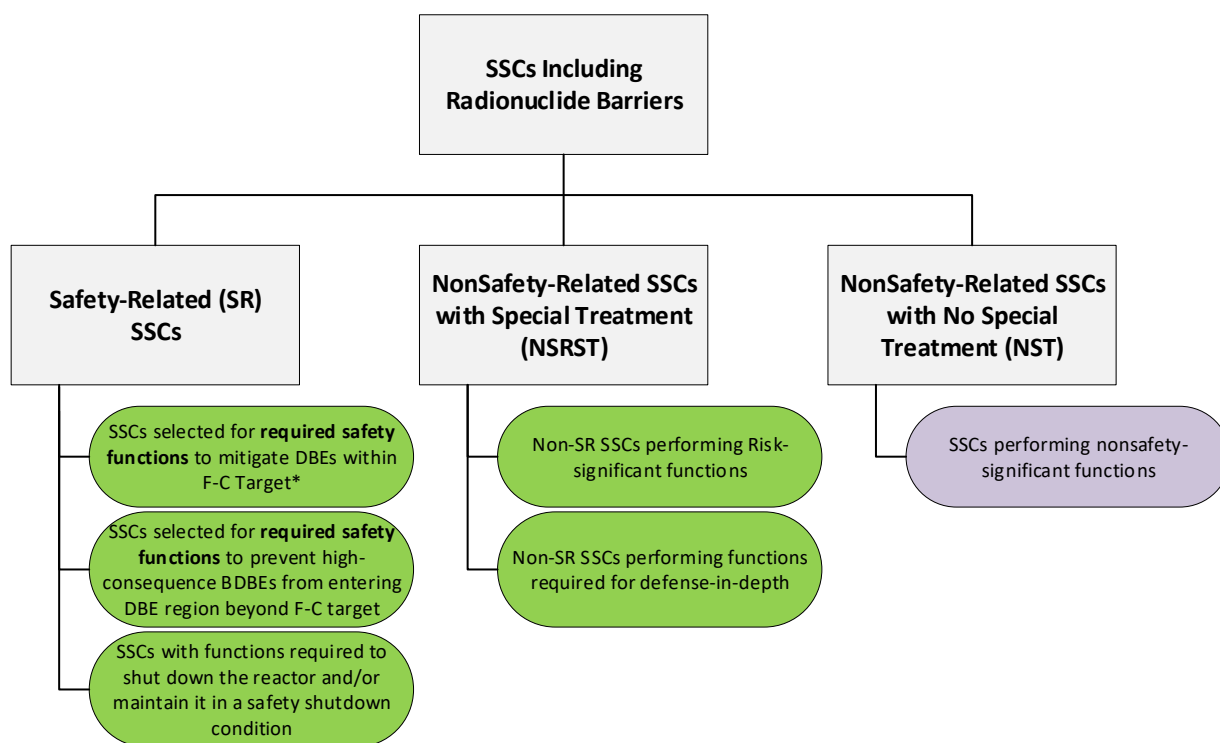 SSCs Including
Radionuclide Barriers
Safety-Related (SR)
SSCs
NonSafety-Related SSCs
with Special Treatment
(NSRST)
NonSafety-Related SSCs
with No Special
Treatment (NST)
SSCs selected for required safety
functions to mitigate DBEs within
F-C Target*
SSCs selected for required safety
functions to prevent high-
consequence BDBEs from entering
DBE region beyond F-C target
SSCs with functions required to
shut down the reactor and/or
maintain it in a safety shutdown
condition
Non-SR SSCs performing Risk-
significant functions
Non-SR SSCs performing functions
required for defense-in-depth
SSCs performing nonsafety-
significant functions